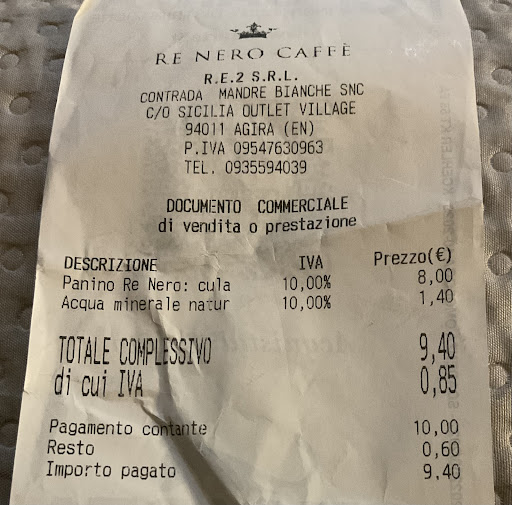 RE NERO CAFFÈ
R.E.2 S.R.L.
CONTRADA MANDRE BIANCHE SNC
C/O SICILIA OUTLET VILLAGE
94011 AGIRA (EN)
P.IVA 09547630963
TEL. 0935594039
DOCUMENTO COMMERCIALE
di vendita o prestazione
DESCRIZIONE IVA Prezzo(€)
Panino Re Nero: cula 10,00% 8,00
Acqua minerale natur 10,00% 1,40
TOTALE COMPLESSIVO 9,40
di cui IVA 0,85
Pagamento contante 10,00
Resto 0,60
Importo pagato 9,40